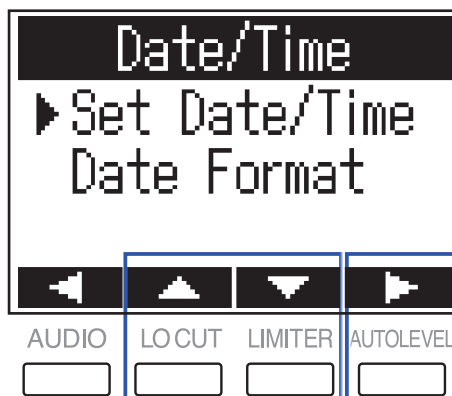 Date/Time
Set Date/Time
Date Format
AUDIO LO CUT LIMITER AUTOLEVEL